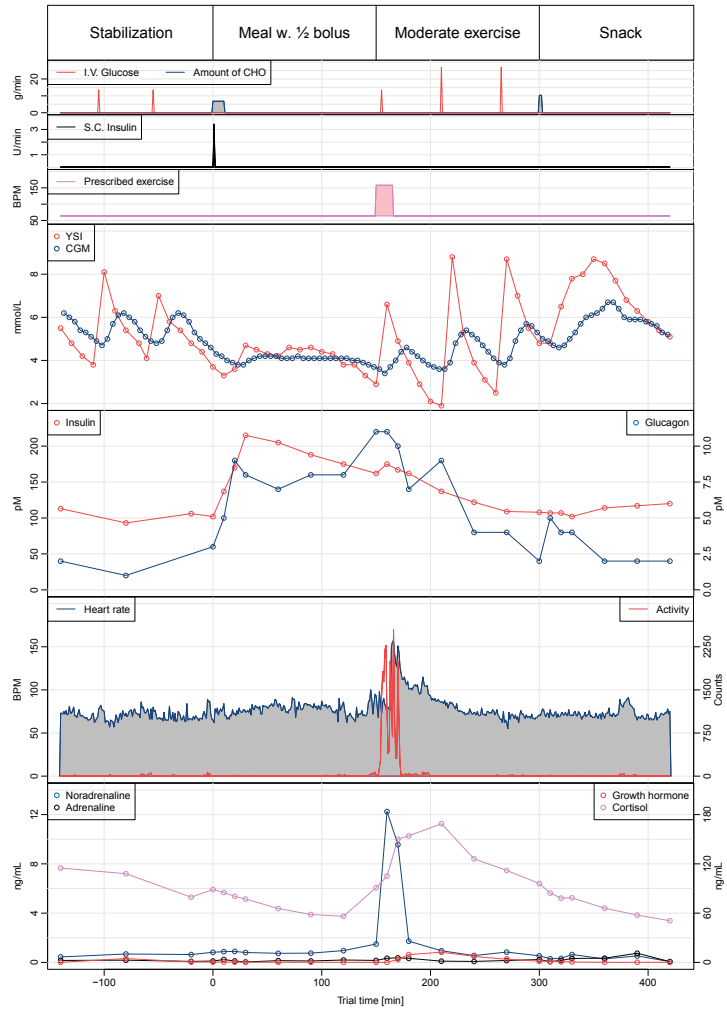 Stabilization Meal w. ½ bolus Moderate exercise Snack
I.V. Glucose Amount of CHO
g/min
0 20
S.C. Insulin
U/min
1 3
Prescribed exercise
BPM
50 150
YSI
CGM
mmol/L
2 4 6 8
Insulin
Glucagon
pM
0 50 100 150 200
pM
0.0 2.5 5.0 7.5 10.0
Heart rate
Activity
BPM
0 50 100 150
Counts
0 750 1500 2250
Noradrenaline
Adrenaline
Growth hormone
Cortisol
ng/mL
0 4 8 12
ng/mL
0 60 120 180
−100 0 100 200 300 400
Trial time [min]